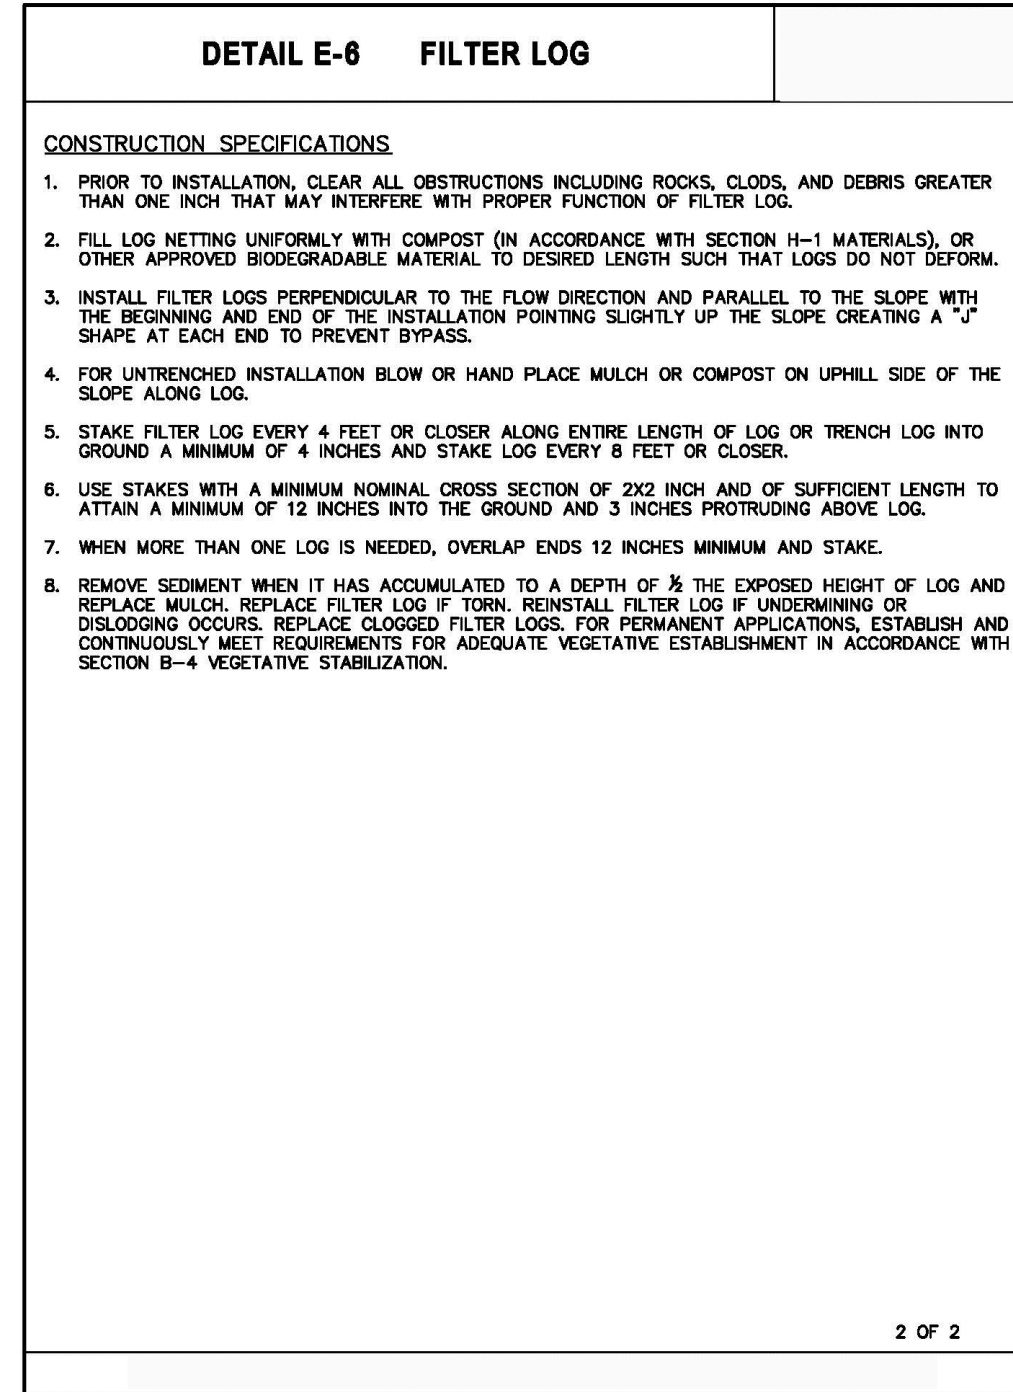 DETAIL E-6 FILTER LOG
CONSTRUCTION SPECIFICATIONS
1. PRIOR TO INSTALLATION, CLEAR ALL OBSTRUCTIONS INCLUDING ROCKS, CLODS, AND DEBRIS GREATER
THAN ONE INCH THAT MAY INTERFERE WITH PROPER FUNCTION OF FILTER LOG.
2. FILL LOG NETTING UNIFORMLY WITH COMPOST (IN ACCORDANCE WITH SECTION H-1 MATERIALS), OR
OTHER APPROVED BIODEGRADABLE MATERIAL TO DESIRED LENGTH SUCH THAT LOGS DO NOT DEFORM.
3. INSTALL FILTER LOGS PERPENDICULAR TO THE FLOW DIRECTION AND PARALLEL TO THE SLOPE WITH
THE BEGINNING AND END OF THE INSTALLATION POINTING SLIGHTLY UP THE SLOPE CREATING A "J"
SHAPE AT EACH END TO PREVENT BYPASS.
4. FOR UNTRENCHED INSTALLATION BLOW OR HAND PLACE MULCH OR COMPOST ON UPHILL SIDE OF THE
SLOPE ALONG LOG.
5. STAKE FILTER LOG EVERY 4 FEET OR CLOSER ALONG ENTIRE LENGTH OF LOG OR TRENCH LOG INTO
GROUND A MINIMUM OF 4 INCHES AND STAKE LOG EVERY 8 FEET OR CLOSER.
6. USE STAKES WITH A MINIMUM NOMINAL CROSS SECTION OF 2X2 INCH AND OF SUFFICIENT LENGTH TO
ATTAIN A MINIMUM OF 12 INCHES INTO THE GROUND AND 3 INCHES PROTRUDING ABOVE LOG.
7. WHEN MORE THAN ONE LOG IS NEEDED, OVERLAP ENDS 12 INCHES MINIMUM AND STAKE.
8. REMOVE SEDIMENT WHEN IT HAS ACCUMULATED TO A DEPTH OF ½ THE EXPOSED HEIGHT OF LOG AND
REPLACE MULCH. REPLACE FILTER LOG IF TORN. REINSTALL FILTER LOG IF UNDERMINING OR
DISLODGING OCCURS. REPLACE CLOGGED FILTER LOGS. FOR PERMANENT APPLICATIONS, ESTABLISH AND
CONTINUOUSLY MEET REQUIREMENTS FOR ADEQUATE VEGETATIVE ESTABLISHMENT IN ACCORDANCE WITH
SECTION B-4 VEGETATIVE STABILIZATION.
2 OF 2